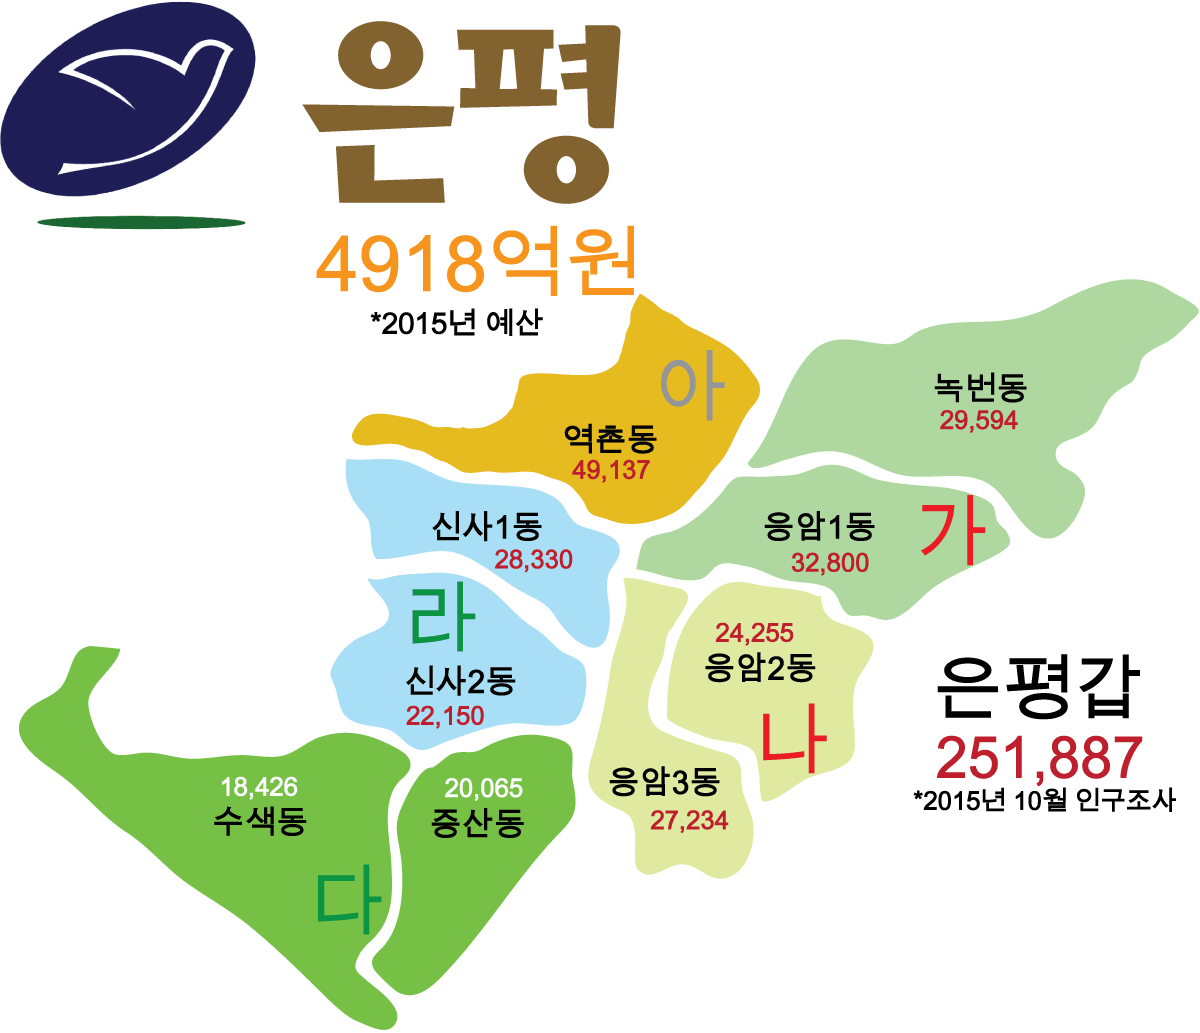 은평
4918억원
*2015년 예산
아
역촌동
49,137
녹번동
29,594
신사1동
28,330
응암1동
32,800
가
라
신사2동
22,150
24,255
응암2동
나
응암3동
27,234
은평갑
251,887
*2015년 10월 인구조사
18,426
수색동
20,065
증산동
다